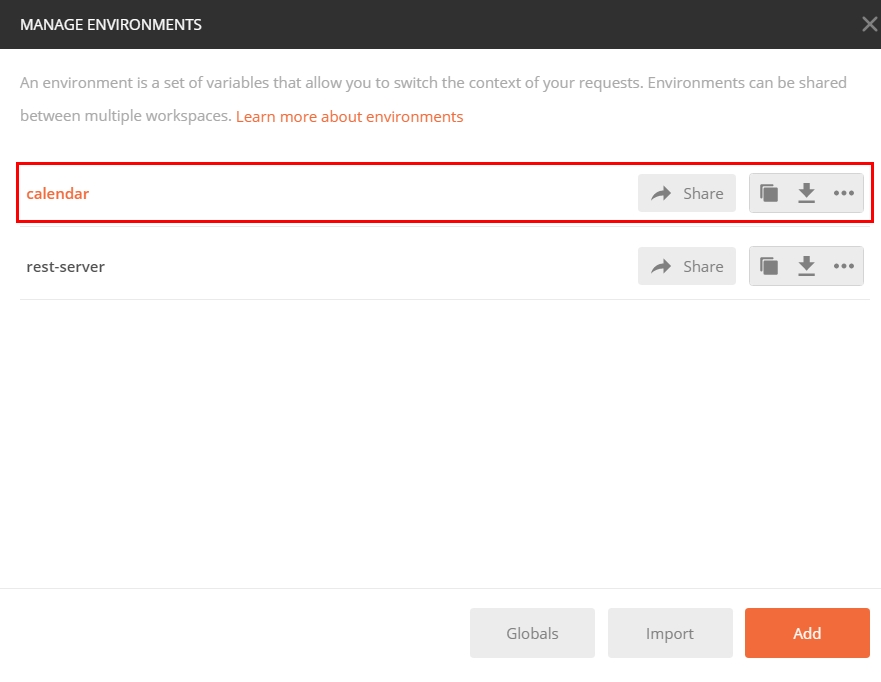 MANAGE ENVIRONMENTS
An environment is a set of variables that allow you to switch the context of your requests. Environments can be shared
between multiple workspaces. Learn more about environments
calendar Share
rest-server Share
Globals Import Add